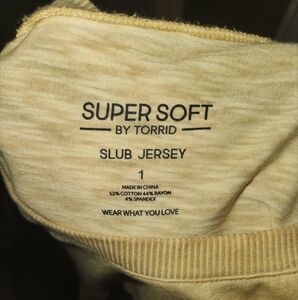 SUPER SOFT
BY TORRID
SLUB JERSEY
1
MADE IN CHINA
52% COTTON 44% RAYON
4% SPANDEX
WEAR WHAT YOU LOVE